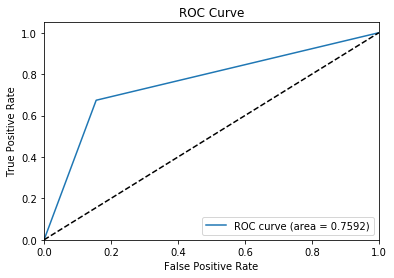 ROC Curve
1.0
0.8
0.6
0.4
0.2
0.0
True Positive Rate
ROC curve (area = 0.7592)
0.0 0.2 0.4 0.6 0.8 1.0
False Positive Rate